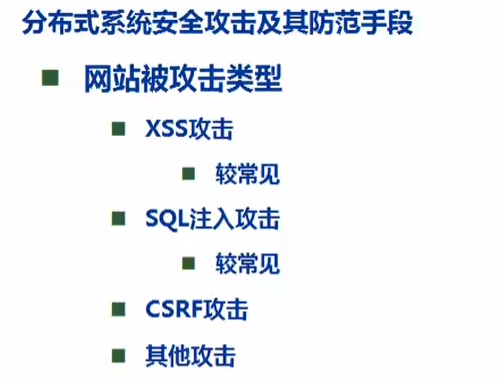 分布式系统安全攻击及其防范手段
网站被攻击类型
XSS攻击
较常见
SQL注入攻击
较常见
CSRF攻击
其他攻击